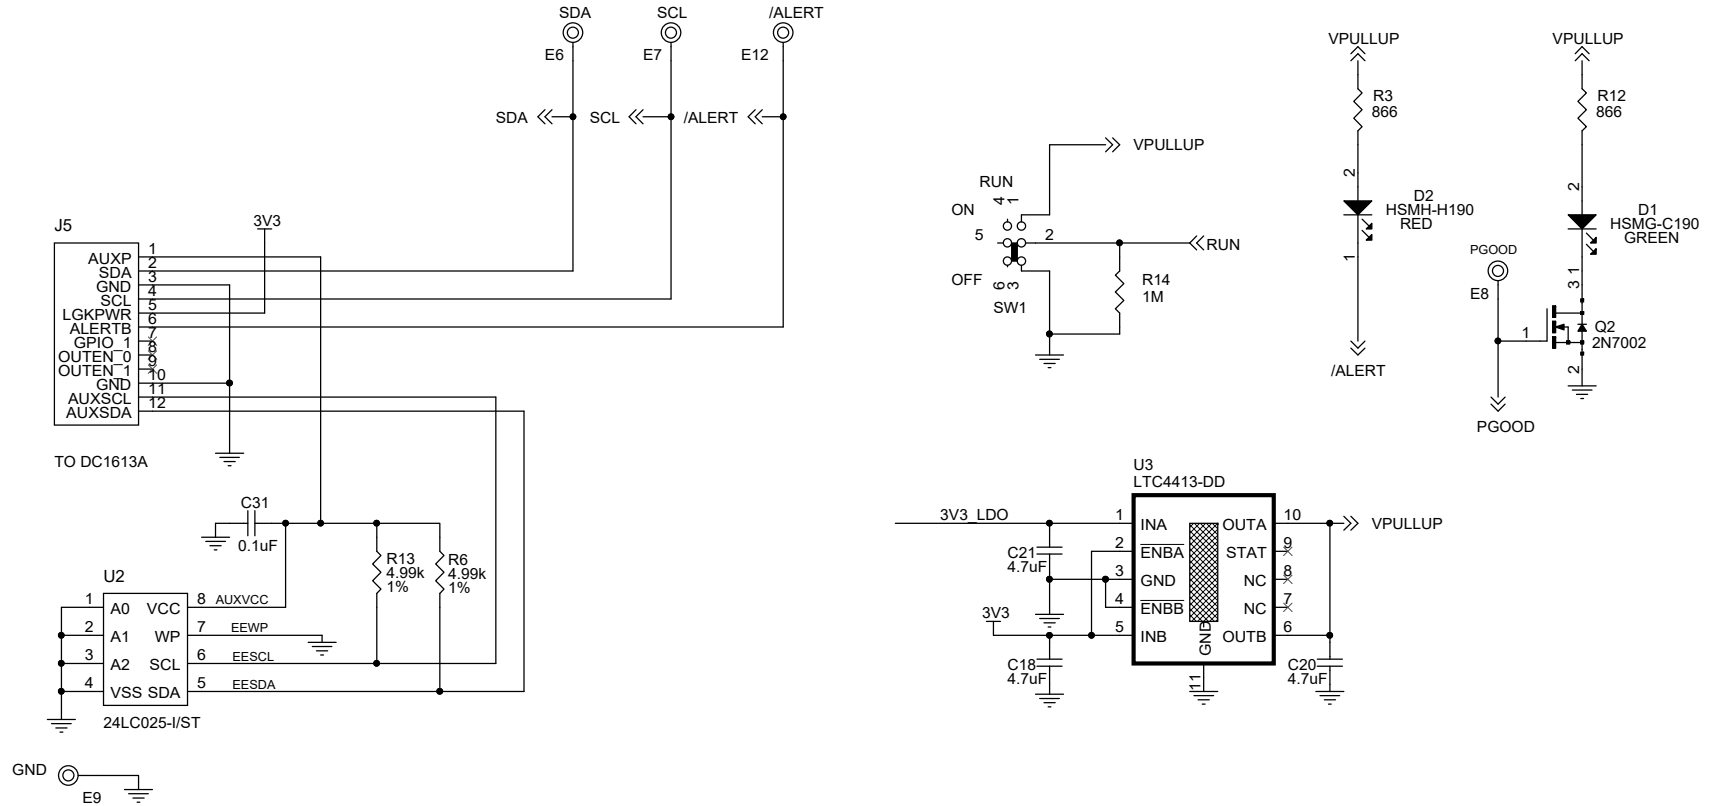 SDA
SCL
/ALERT
E6
E7
E12
SDA
SCL
/ALERT
J5
3V3
AUXP 1
SDA 2
GND 3
SCL 4
LGKPWR 5
ALERTB 6
GPIO_1 7
OUTEN_0 8
OUTEN_1 9
GND 10
AUXSCL 11
AUXSDA 12
TO DC1613A
C31
0.1uF
R13
4.99k
1%
R6
4.99k
1%
U2
1 A0 VCC 8 AUXVCC
2 A1 WP 7 EEWP
3 A2 SCL 6 EESCL
4 VSS SDA 5 EESDA
24LC025-I/ST
GND
E9
VPULLUP
RUN
ON
4
1
5
2
RUN
OFF
6
3
SW1
R14
1M
VPULLUP
R3
866
2
D2
HSMH-H190
RED
1
/ALERT
VPULLUP
R12
866
2
D1
HSMG-C190
GREEN
1
PGOOD
E8
3
1
Q2
2N7002
2
PGOOD
U3
LTC4413-DD
3V3_LDO
1 INA OUTA 10
VPULLUP
2 ENBA STAT 9
C21
4.7uF
3 GND NC 8
4 ENBB NC 7
3V3
5 INB OUTB 6
GND
11
C18
4.7uF
C20
4.7uF